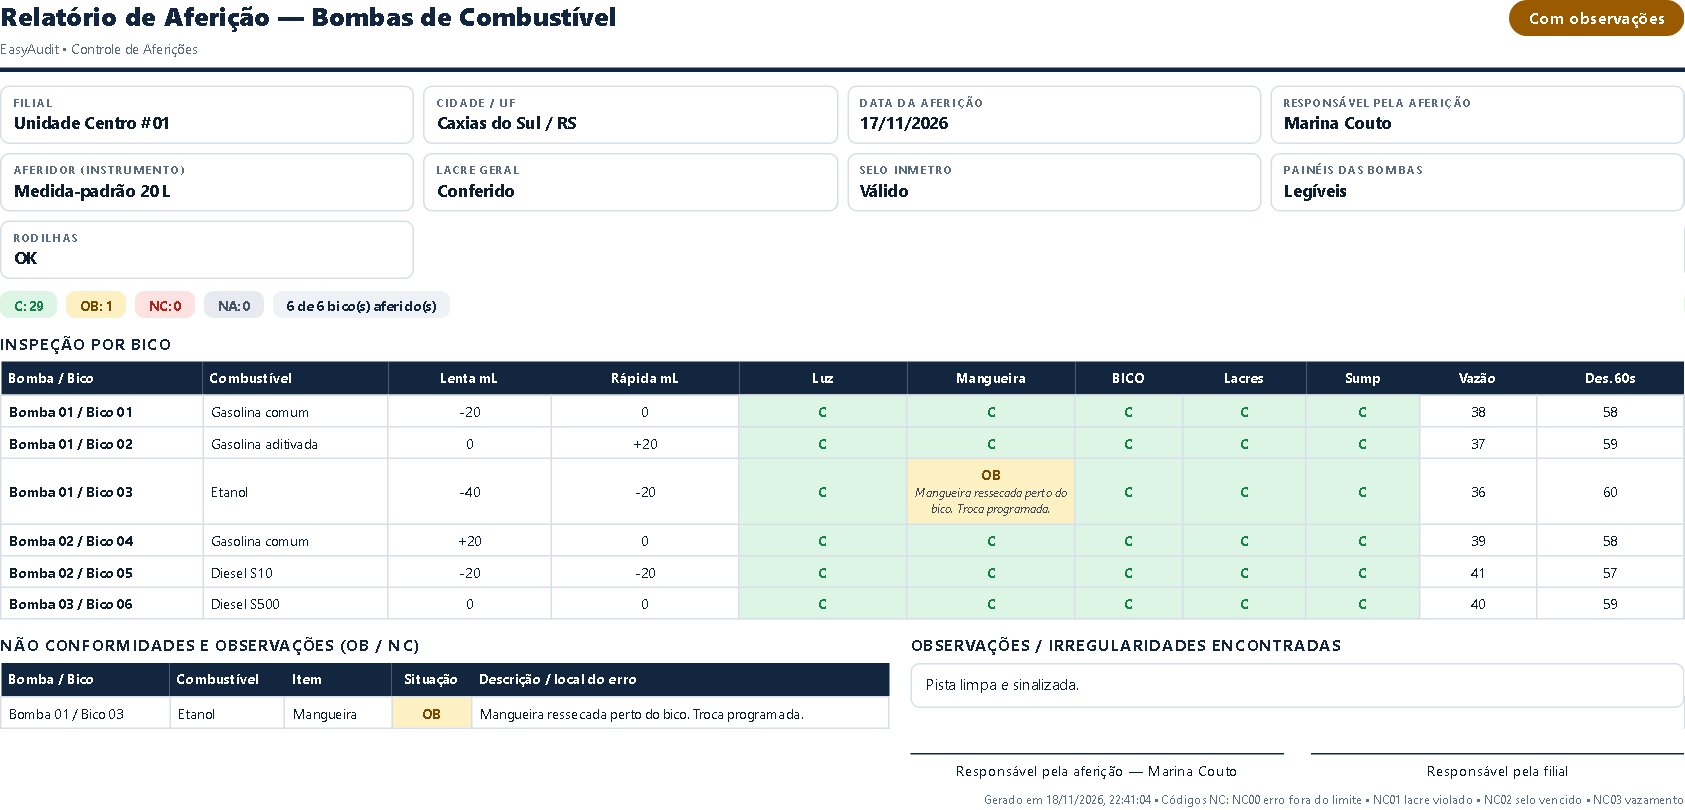 Relatório de Aferição — Bombas de Combustível
Com observações
EasyAudit • Controle de Aferições
FILIAL
Unidade Centro #01
CIDADE / UF
Caxias do Sul / RS
DATA DA AFERIÇÃO
17/11/2026
RESPONSÁVEL PELA AFERIÇÃO
Marina Couto
AFERIDOR (INSTRUMENTO)
Medida-padrão 20 L
LACRE GERAL
Conferido
SELO INMETRO
Válido
PAINÉIS DAS BOMBAS
Legíveis
RODILHAS
OK
C: 29 OB: 1 NC: 0 NA: 0 6 de 6 bico(s) aferido(s)
INSPEÇÃO POR BICO
Bomba / Bico Combustível Lenta mL Rápida mL Luz Mangueira BICO Lacres Sump Vazão Des. 60s
Bomba 01 / Bico 01 Gasolina comum -20 0 C C C C C 38 58
Bomba 01 / Bico 02 Gasolina aditivada 0 +20 C C C C C 37 59
Bomba 01 / Bico 03 Etanol -40 -20 C OB C C C 36 60
Mangueira ressecada perto do
bico. Troca programada.
Bomba 02 / Bico 04 Gasolina comum +20 0 C C C C C 39 58
Bomba 02 / Bico 05 Diesel S10 -20 -20 C C C C C 41 57
Bomba 03 / Bico 06 Diesel S500 0 0 C C C C C 40 59
NÃO CONFORMIDADES E OBSERVAÇÕES (OB / NC)
Bomba / Bico Combustível Item Situação Descrição / local do erro
Bomba 01 / Bico 03 Etanol Mangueira OB Mangueira ressecada perto do bico. Troca programada.
OBSERVAÇÕES / IRREGULARIDADES ENCONTRADAS
Pista limpa e sinalizada.
Responsável pela aferição — Marina Couto
Responsável pela filial
Gerado em 18/11/2026, 22:41:04 • Códigos NC: NC00 erro fora do limite • NC01 lacre violado • NC02 selo vencido • NC03 vazamento